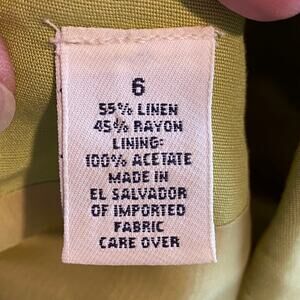 6
55% LINEN
45% RAYON
LINING:
100% ACETATE
MADE IN
EL SALVADOR
OF IMPORTED
FABRIC
CARE OVER